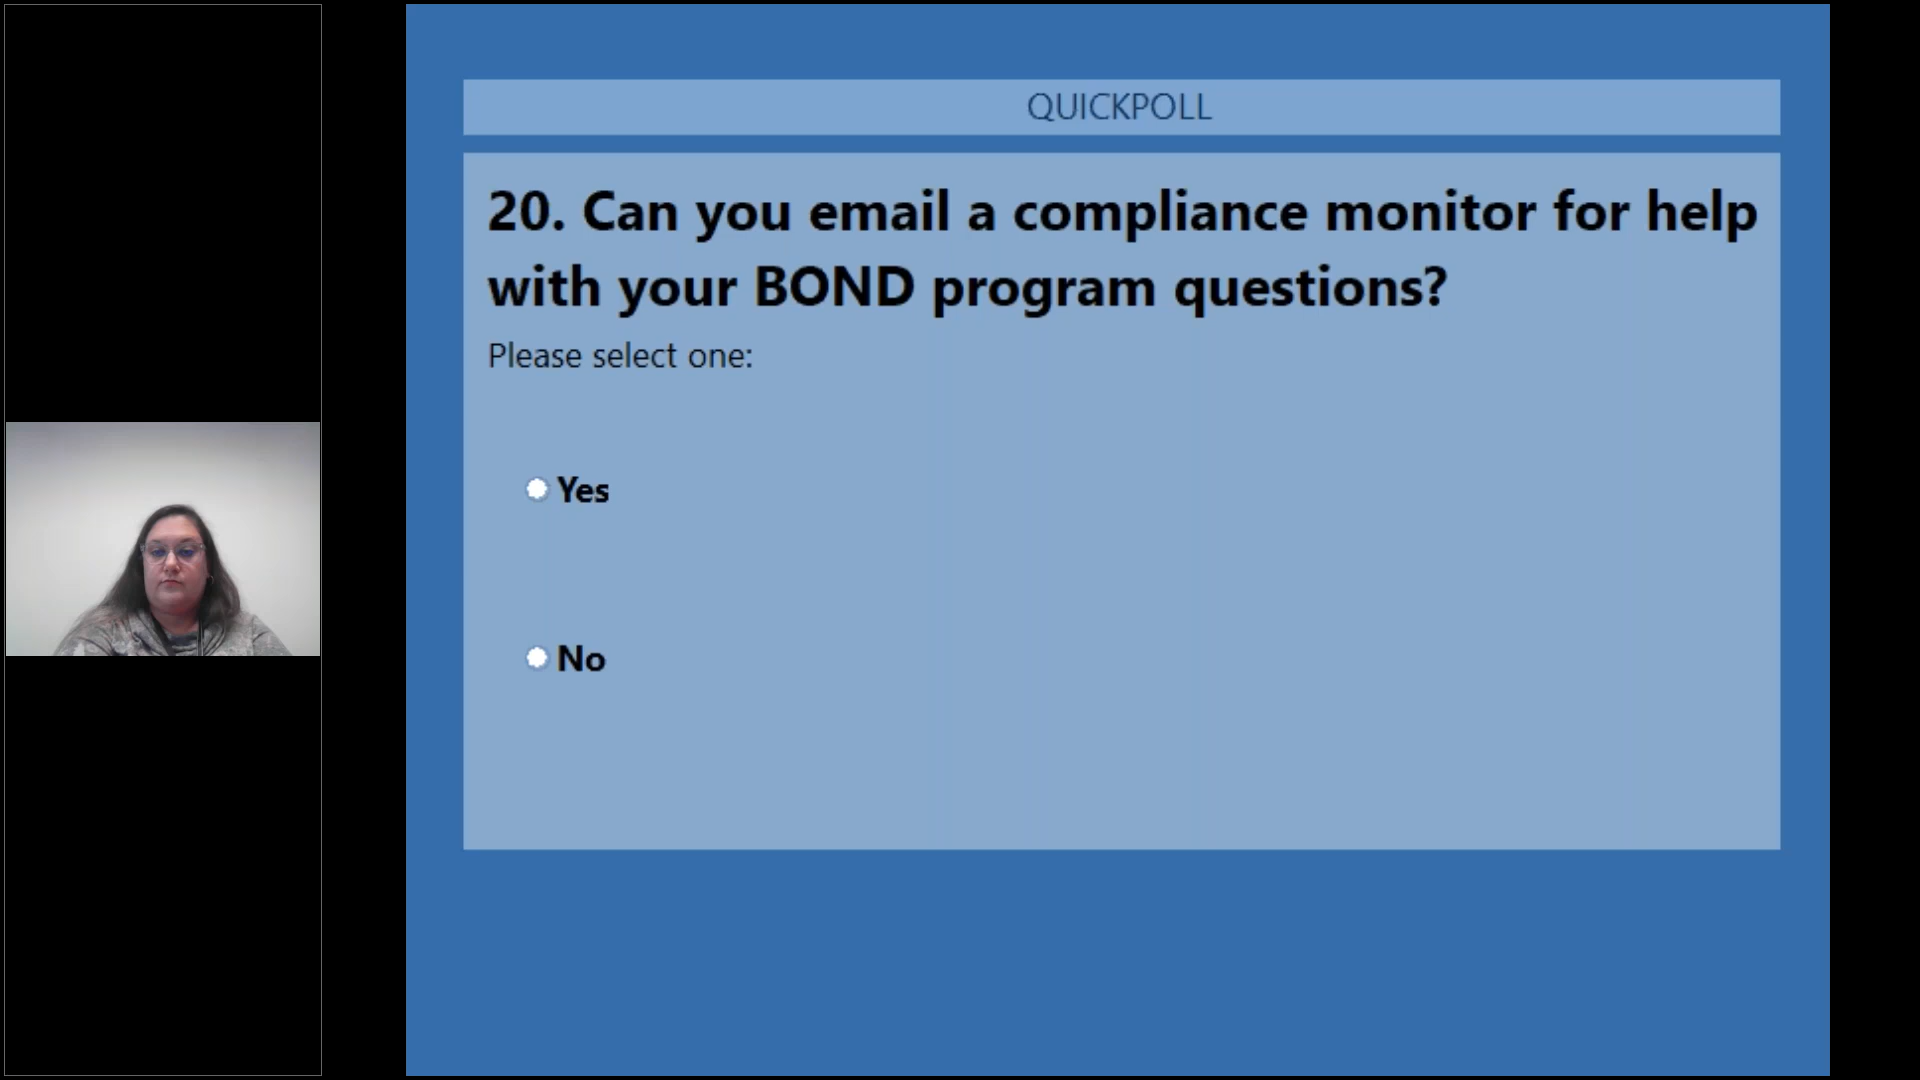 QUICKPOLL
20. Can you email a compliance monitor for help
with your BOND program questions?
Please select one:
Yes
No